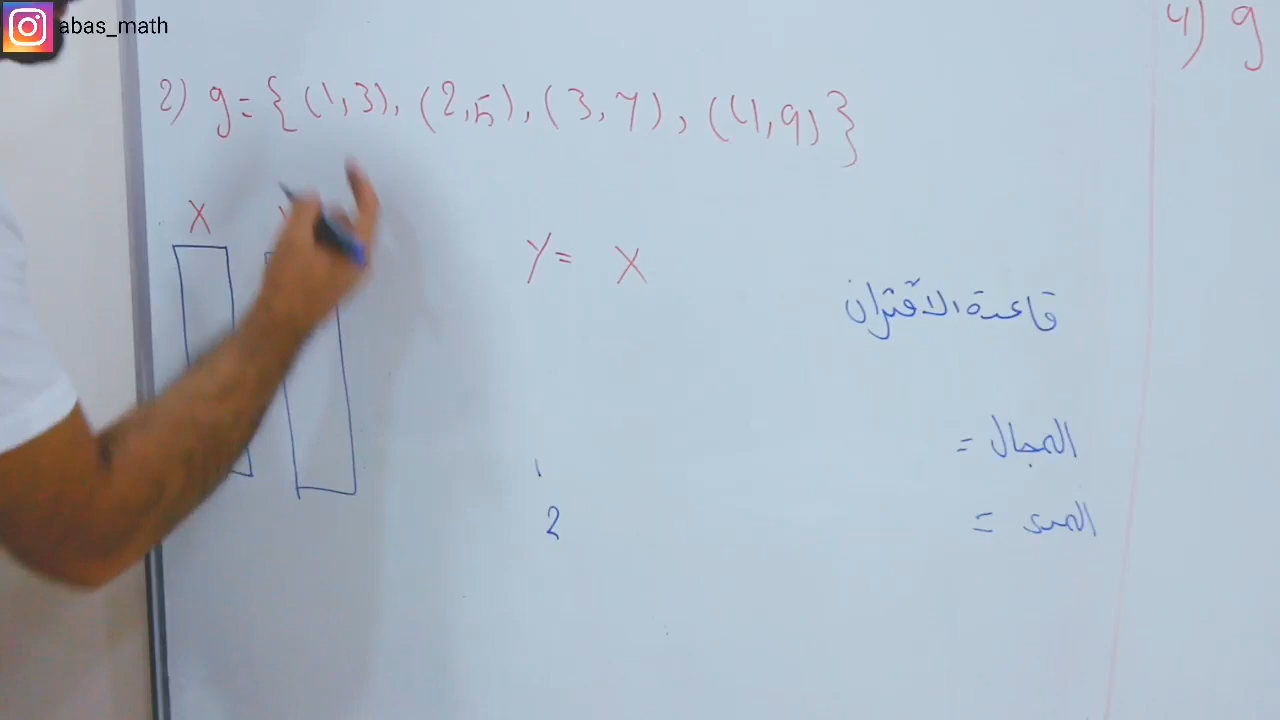 abas_math
4) g
2) g = {(1,3), (2,5), (3,7), (4,9)}
X
Y = X
قاعدة الاقتران
المجال =
المدى =
1
2